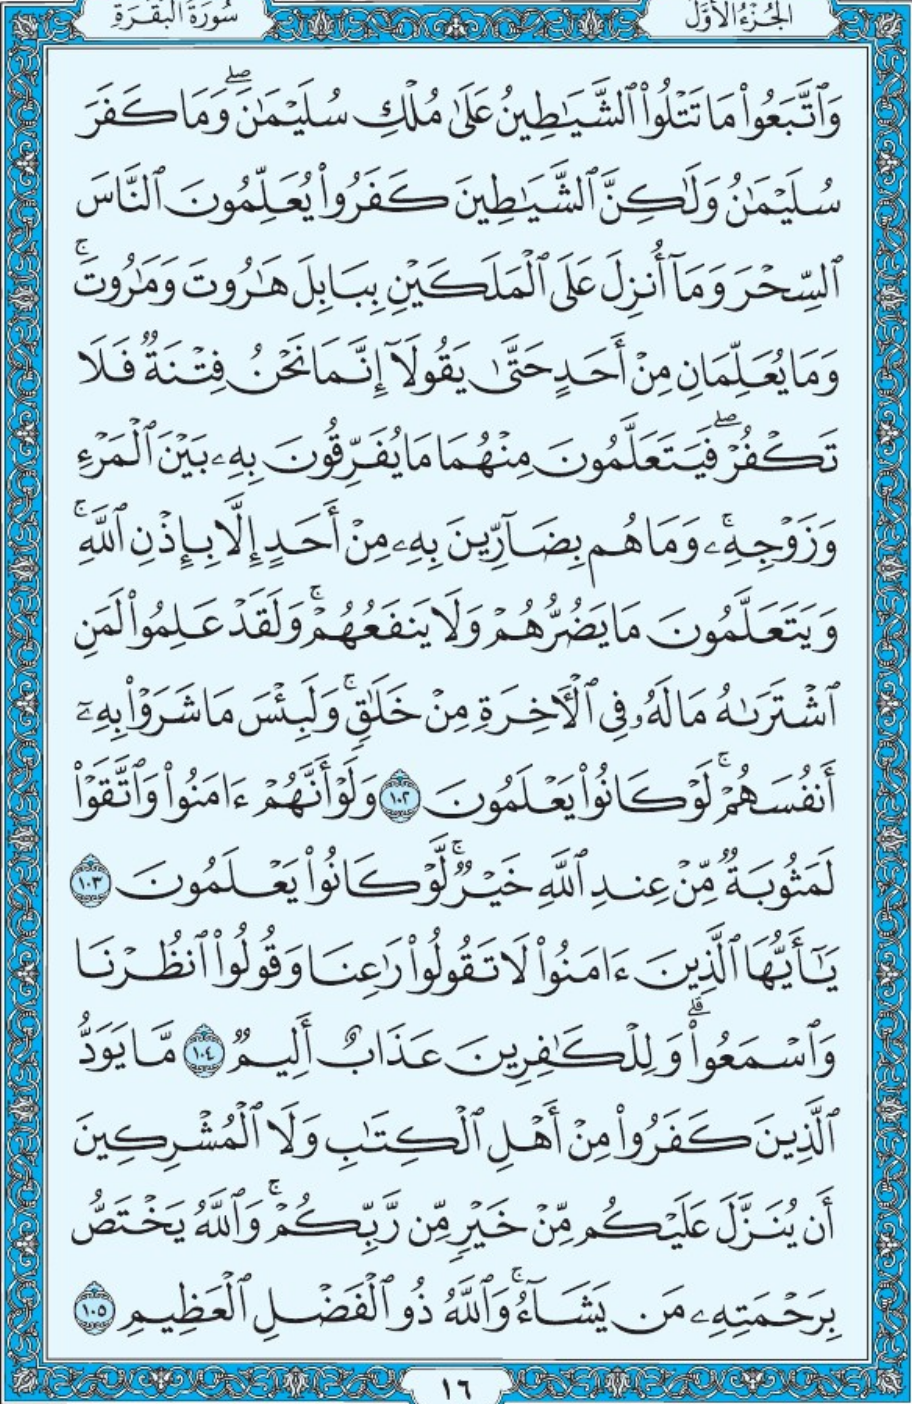 الجُزْءُ الأَوَّلُ
سُورَةُ البَقَرَةِ
وَٱتَّبَعُوا۟ مَا تَتْلُوا۟ ٱلشَّيَـٰطِينُ عَلَىٰ مُلْكِ سُلَيْمَـٰنَ ۖ وَمَا كَفَرَ
سُلَيْمَـٰنُ وَلَـٰكِنَّ ٱلشَّيَـٰطِينَ كَفَرُوا۟ يُعَلِّمُونَ ٱلنَّاسَ
ٱلسِّحْرَ وَمَآ أُنزِلَ عَلَى ٱلْمَلَكَيْنِ بِبَابِلَ هَـٰرُوتَ وَمَـٰرُوتَ ۚ
وَمَا يُعَلِّمَانِ مِنْ أَحَدٍ حَتَّىٰ يَقُولَآ إِنَّمَا نَحْنُ فِتْنَةٌ فَلَا
تَكْفُرْ ۖ فَيَتَعَلَّمُونَ مِنْهُمَا مَا يُفَرِّقُونَ بِهِۦ بَيْنَ ٱلْمَرْءِ
وَزَوْجِهِۦ ۚ وَمَا هُم بِضَآرِّينَ بِهِۦ مِنْ أَحَدٍ إِلَّا بِإِذْنِ ٱللَّهِ ۚ
وَيَتَعَلَّمُونَ مَا يَضُرُّهُمْ وَلَا يَنفَعُهُمْ ۚ وَلَقَدْ عَلِمُوا۟ لَمَنِ
ٱشْتَرَىٰهُ مَا لَهُۥ فِى ٱلْـَٔاخِرَةِ مِنْ خَلَـٰقٍ ۚ وَلَبِئْسَ مَا شَرَوْا۟ بِهِۦٓ
أَنفُسَهُمْ ۚ لَوْ كَانُوا۟ يَعْلَمُونَ ١٠٢ وَلَوْ أَنَّهُمْ ءَامَنُوا۟ وَٱتَّقَوْا۟
لَمَثُوبَةٌ مِّنْ عِندِ ٱللَّهِ خَيْرٌ ۚ لَّوْ كَانُوا۟ يَعْلَمُونَ ١٠٣
يَـٰٓأَيُّهَا ٱلَّذِينَ ءَامَنُوا۟ لَا تَقُولُوا۟ رَٰعِنَا وَقُولُوا۟ ٱنظُرْنَا
وَٱسْمَعُوا۟ ۗ وَلِلْكَـٰفِرِينَ عَذَابٌ أَلِيمٌ ١٠٤ مَّا يَوَدُّ
ٱلَّذِينَ كَفَرُوا۟ مِنْ أَهْلِ ٱلْكِتَـٰبِ وَلَا ٱلْمُشْرِكِينَ
أَن يُنَزَّلَ عَلَيْكُم مِّنْ خَيْرٍ مِّن رَّبِّكُمْ ۚ وَٱللَّهُ يَخْتَصُّ
بِرَحْمَتِهِۦ مَن يَشَآءُ ۚ وَٱللَّهُ ذُو ٱلْفَضْلِ ٱلْعَظِيمِ ١٠٥
١٦